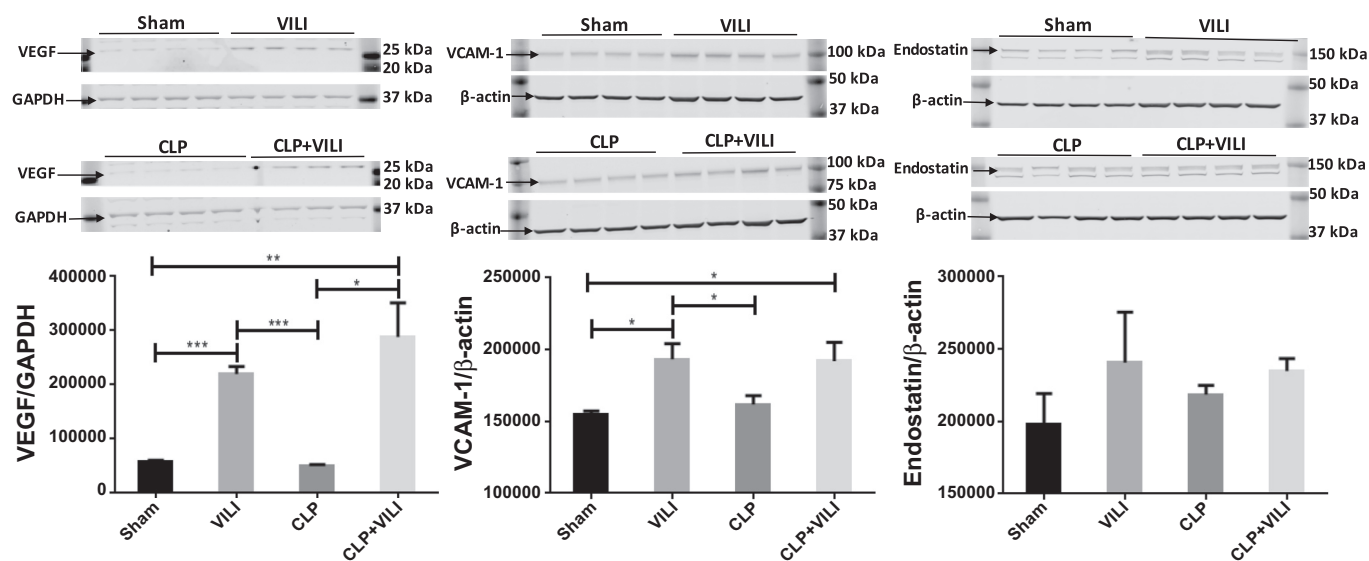 Sham VILI
VEGF 25 kDa
20 kDa
GAPDH 37 kDa
CLP CLP+VILI
VEGF 25 kDa
20 kDa
GAPDH 37 kDa
Sham VILI
VCAM-1 100 kDa
50 kDa
β-actin
37 kDa
CLP CLP+VILI
100 kDa
VCAM-1 75 kDa
50 kDa
β-actin 37 kDa
Sham VILI
Endostatin 150 kDa
50 kDa
β-actin
37 kDa
CLP CLP+VILI
Endostatin 150 kDa
50 kDa
β-actin
37 kDa
VEGF/GAPDH
400000
300000
200000
100000
0
**
*
***
***
Sham VILI CLP CLP+VILI
VCAM-1/β-actin
250000
200000
150000
100000
*
*
*
Sham VILI CLP CLP+VILI
Endostatin/β-actin
300000
250000
200000
150000
Sham VILI CLP CLP+VILI